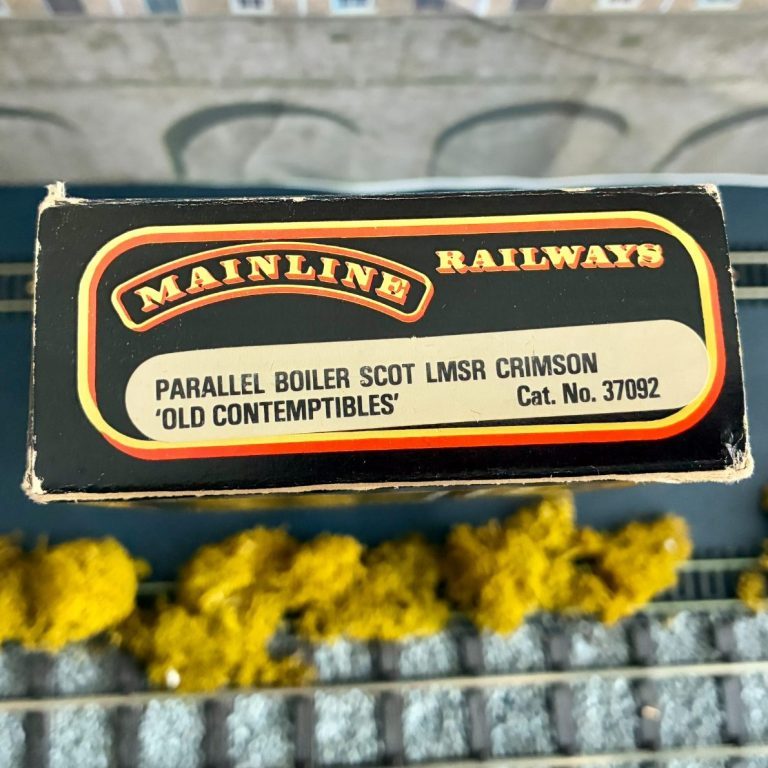 MAINLINE RAILWAYS
PARALLEL BOILER SCOT LMSR CRIMSON
'OLD CONTEMPTIBLES' Cat. No. 37092